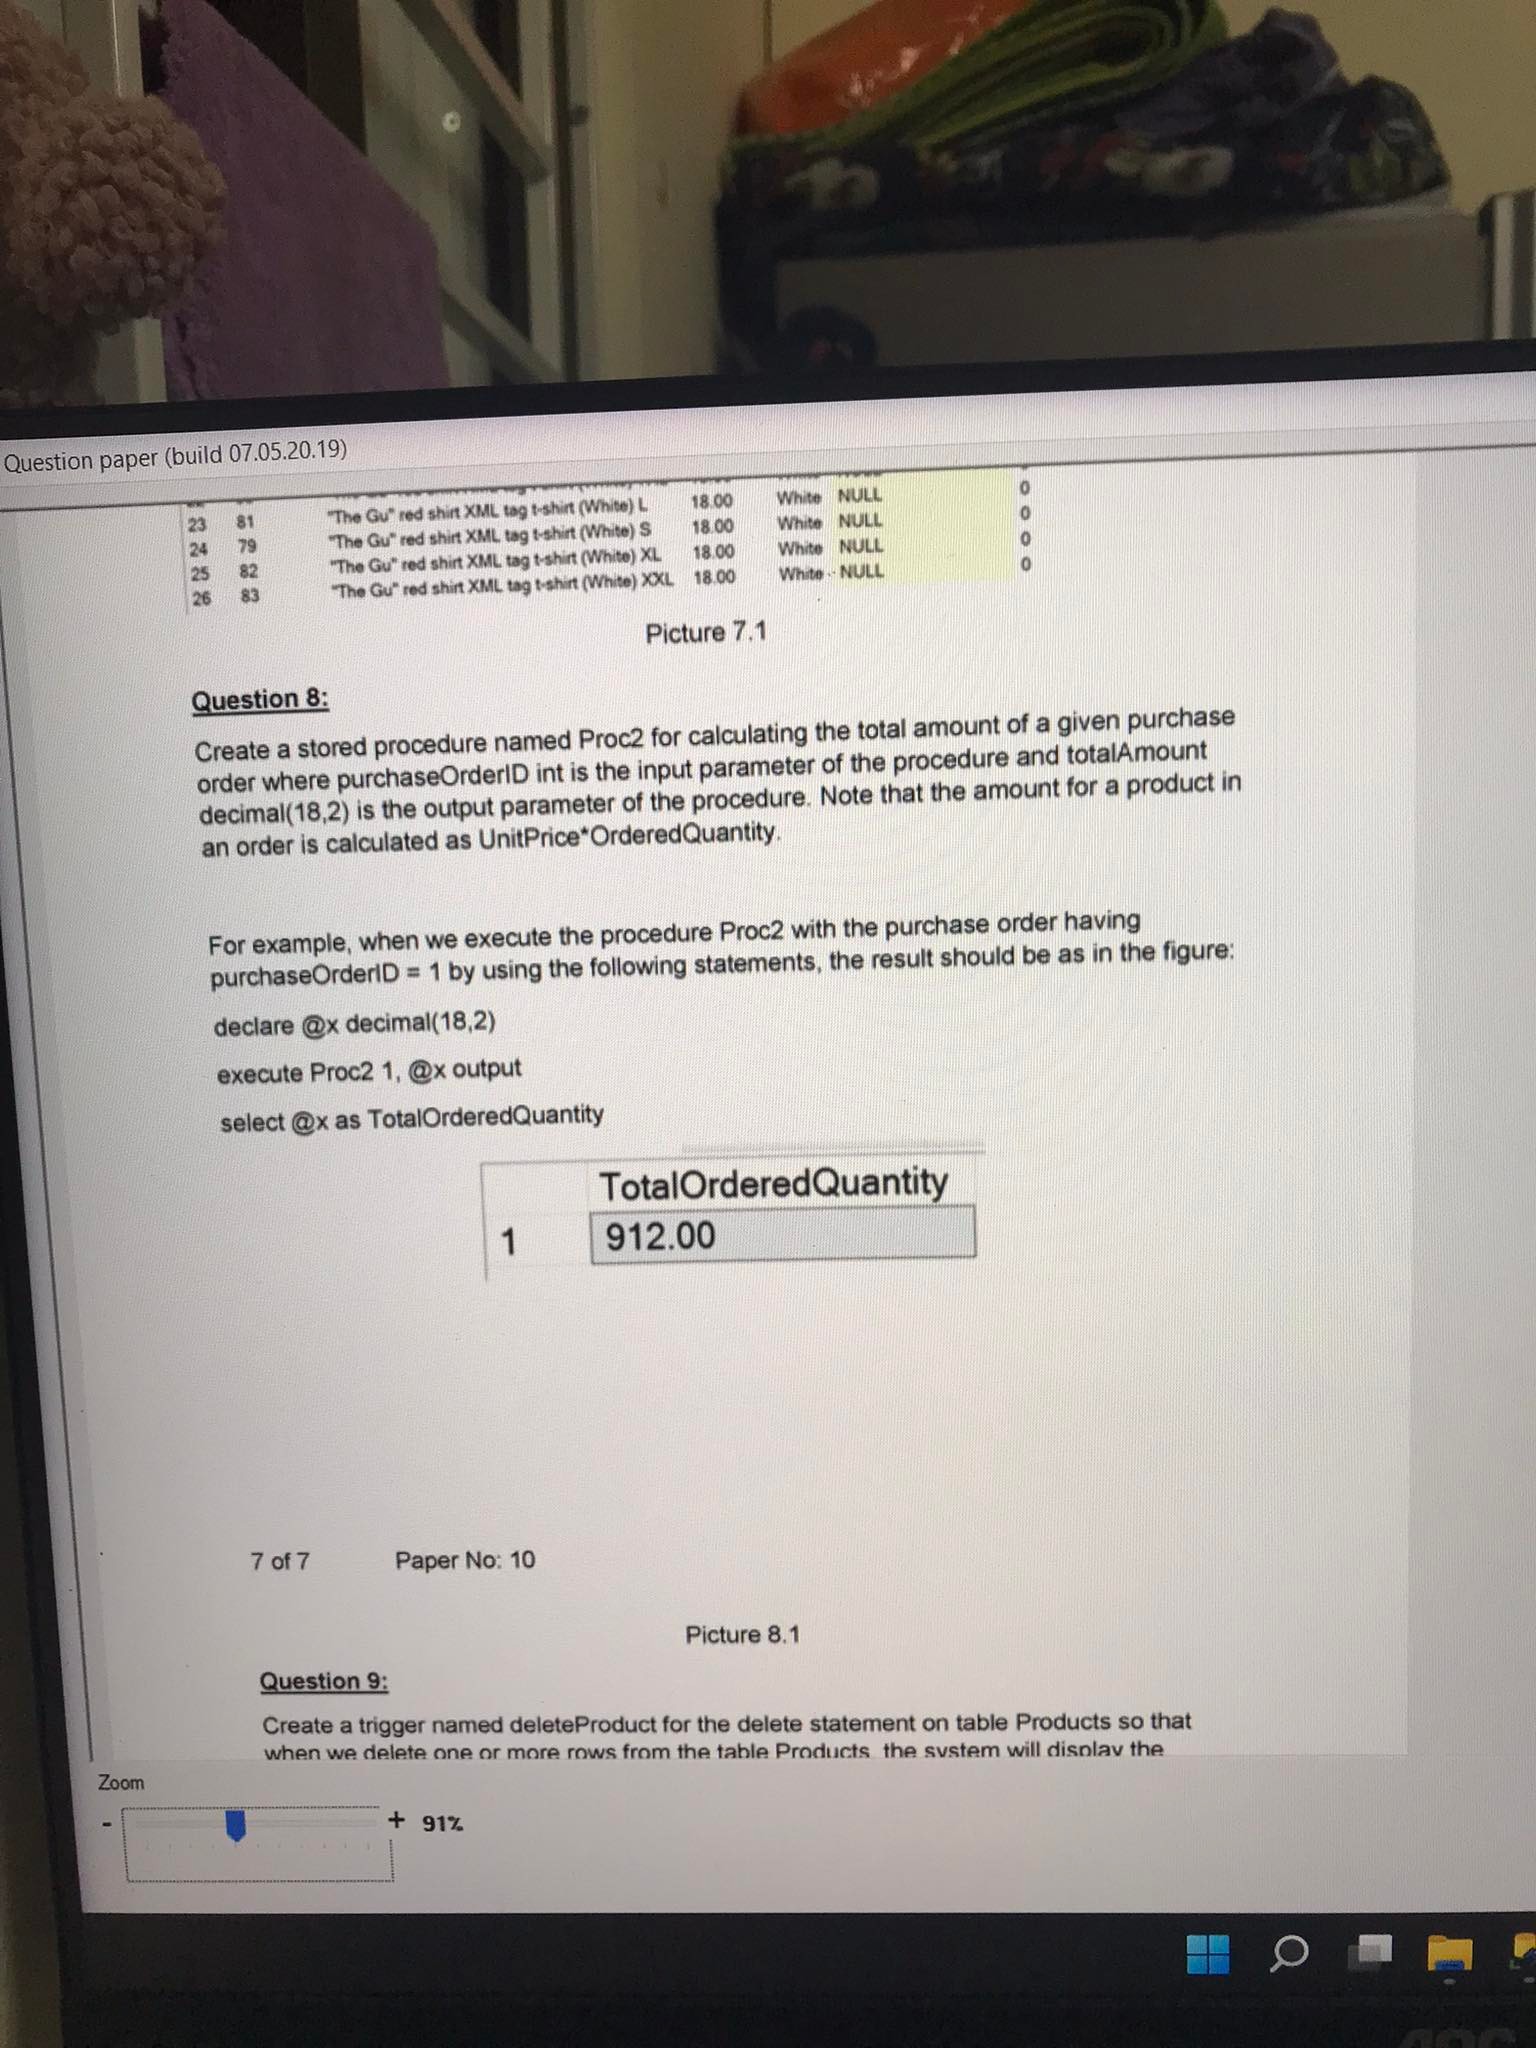 Question paper (build 07.05.20.19)
23 81 "The Gu" red shirt XML tag t-shirt (White) L 18.00 White NULL 0
24 79 "The Gu" red shirt XML tag t-shirt (White) S 18.00 White NULL 0
25 82 "The Gu" red shirt XML tag t-shirt (White) XL 18.00 White NULL 0
26 83 "The Gu" red shirt XML tag t-shirt (White) XXL 18.00 White NULL 0
Picture 7.1
Question 8:
Create a stored procedure named Proc2 for calculating the total amount of a given purchase
order where purchaseOrderID int is the input parameter of the procedure and totalAmount
decimal(18,2) is the output parameter of the procedure. Note that the amount for a product in
an order is calculated as UnitPrice*OrderedQuantity.
For example, when we execute the procedure Proc2 with the purchase order having
purchaseOrderID = 1 by using the following statements, the result should be as in the figure:
declare @x decimal(18,2)
execute Proc2 1, @x output
select @x as TotalOrderedQuantity
TotalOrderedQuantity
1 912.00
7 of 7 Paper No: 10
Picture 8.1
Question 9:
Create a trigger named deleteProduct for the delete statement on table Products so that
when we delete one or more rows from the table Products, the system will display the
Zoom
- + 91%